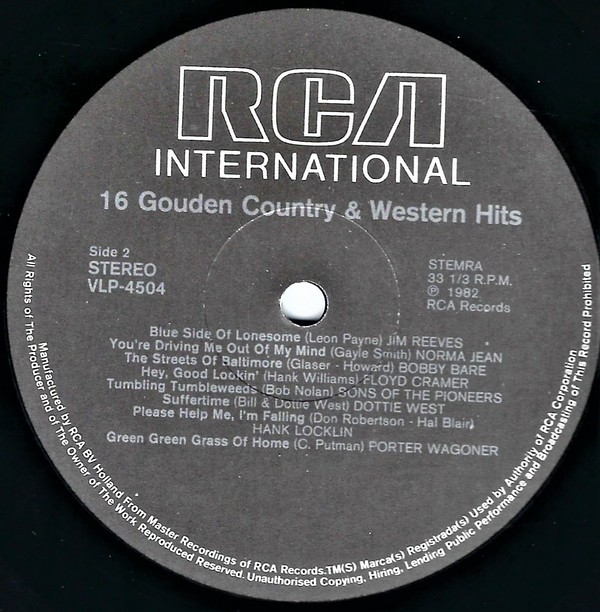 RCA
INTERNATIONAL
16 Gouden Country & Western Hits
Side 2
STEREO
VLP-4504
STEMRA
33 1/3 R.P.M.
℗ 1982
RCA Records
Blue Side Of Lonesome (Leon Payne) JIM REEVES
You're Driving Me Out Of My Mind (Gayle Smith) NORMA JEAN
The Streets Of Baltimore (Glaser - Howard) BOBBY BARE
Hey, Good Lookin' (Hank Williams) FLOYD CRAMER
Tumbling Tumbleweeds (Bob Nolan) SONS OF THE PIONEERS
Suffertime (Bill & Dottie West) DOTTIE WEST
Please Help Me, I'm Falling (Don Robertson - Hal Blair)
HANK LOCKLIN
Green Green Grass Of Home (C. Putman) PORTER WAGONER
Manufactured by RCA BV Holland From Master Recordings of RCA Records.TM(S) Marca(s) Registrada(s) Used by Authority of RCA Corporation
All Rights of The Producer and of The Owner of The Work Reproduced Reserved. Unauthorised Copying, Hiring, Lending Public Performance and Broadcasting of This Record Prohibited